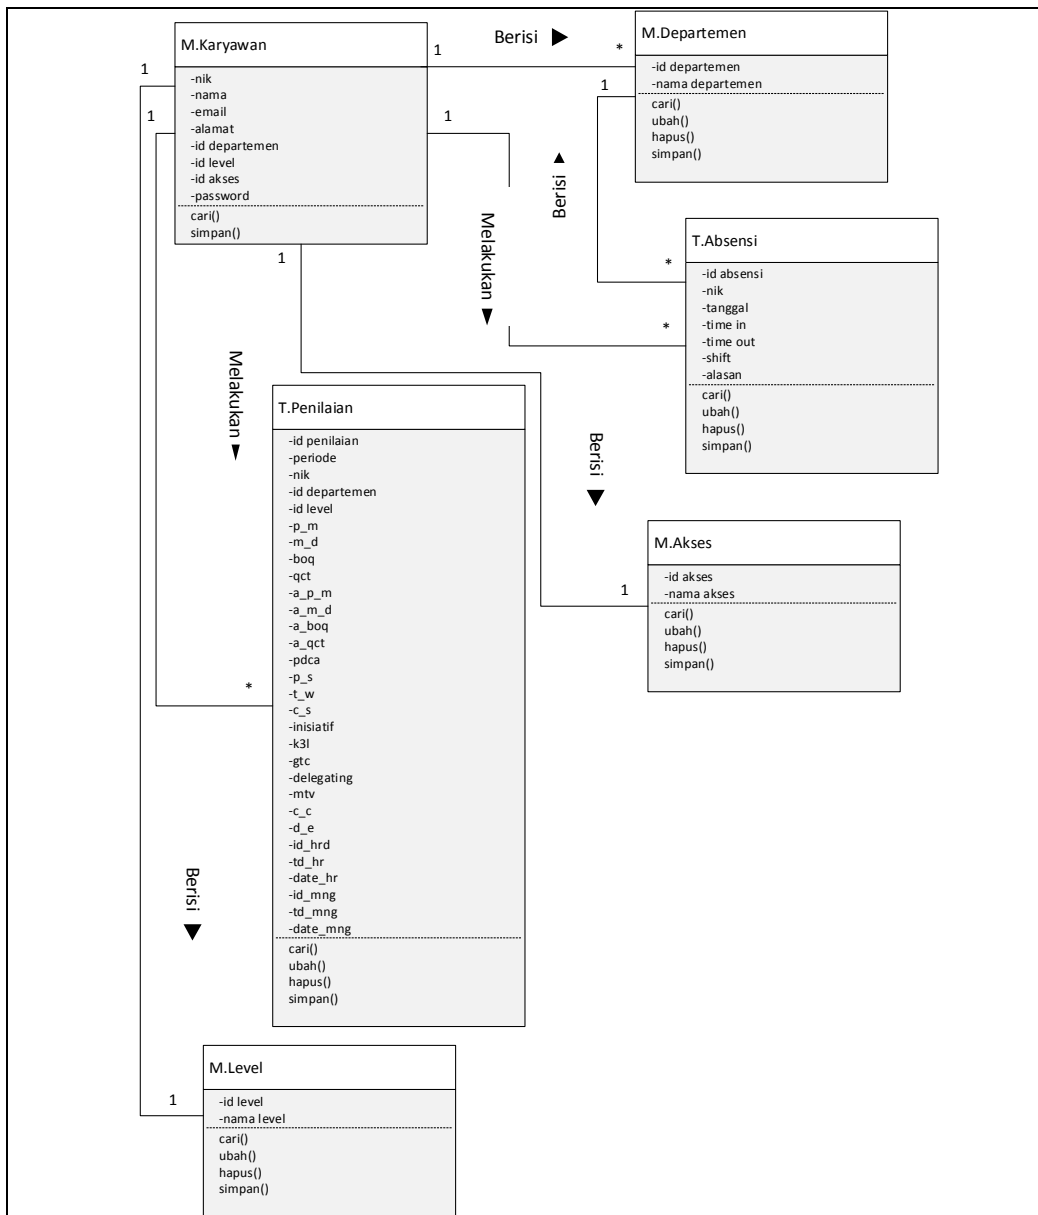 M.Karyawan
-nik
-nama
-email
-alamat
-id departemen
-id level
-id akses
-password
cari()
simpan()
1
Berisi
*
M.Departemen
-id departemen
-nama departemen
cari()
ubah()
hapus()
simpan()
1
1
1
1
Berisi
Melakukan
1
*
*
T.Absensi
-id absensi
-nik
-tanggal
-time in
-time out
-shift
-alasan
cari()
ubah()
hapus()
simpan()
Melakukan
T.Penilaian
-id penilaian
-periode
-nik
-id departemen
-id level
-p_m
-m_d
-boq
-qct
-a_p_m
-a_m_d
-a_boq
-a_qct
-pdca
-p_s
-t_w
-c_s
-inisiatif
-k3l
-gtc
-delegating
-mtv
-c_c
-d_e
-id_hrd
-td_hr
-date_hr
-id_mng
-td_mng
-date_mng
cari()
ubah()
hapus()
simpan()
*
Berisi
1
M.Akses
-id akses
-nama akses
cari()
ubah()
hapus()
simpan()
Berisi
1
M.Level
-id level
-nama level
cari()
ubah()
hapus()
simpan()